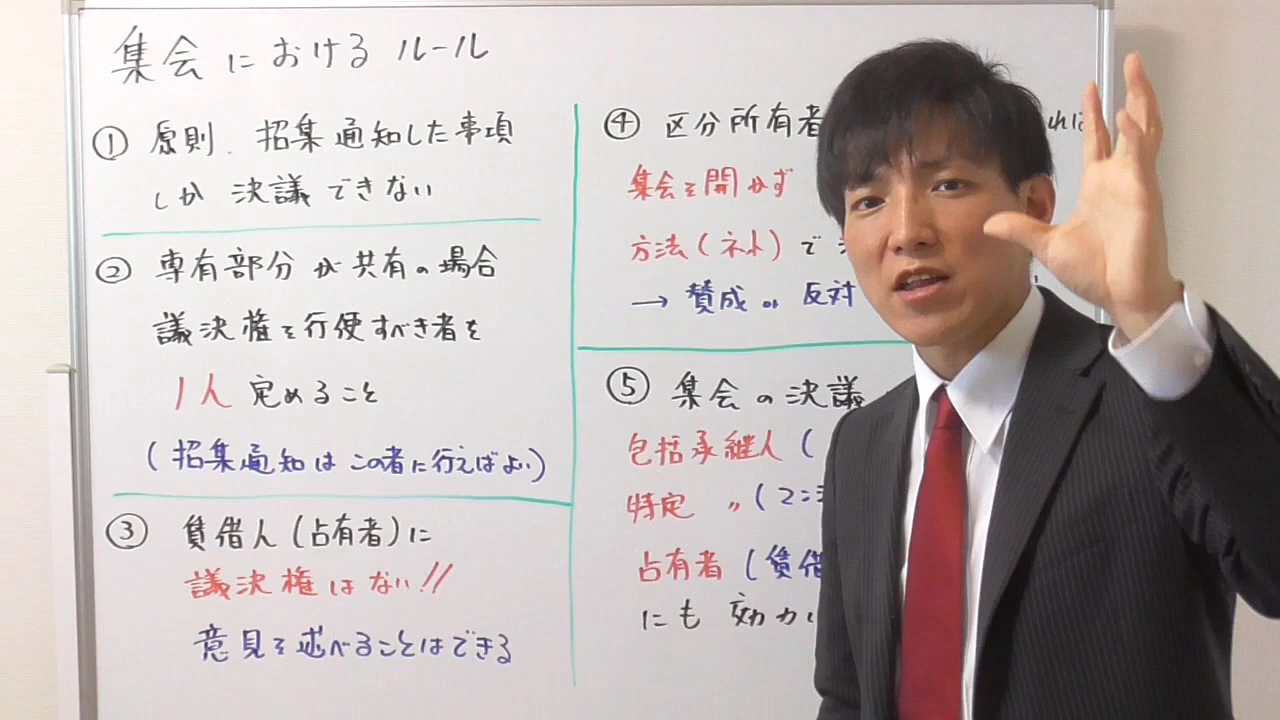 集会におけるルール
① 原則、招集通知した事項
しか決議できない
② 専有部分が共有の場合
議決権を行使すべき者を
1人定めること
(招集通知はこの者に行えばよい)
③ 賃借人(占有者)に
議決権はない!!
意見を述べることはできる
④ 区分所有者
集会を開かず
方法(ネット)で
→ 賛成 or 反対
⑤ 集会の決議
包括承継人(
特定 〃(マンシ
占有者(賃借
にも効力